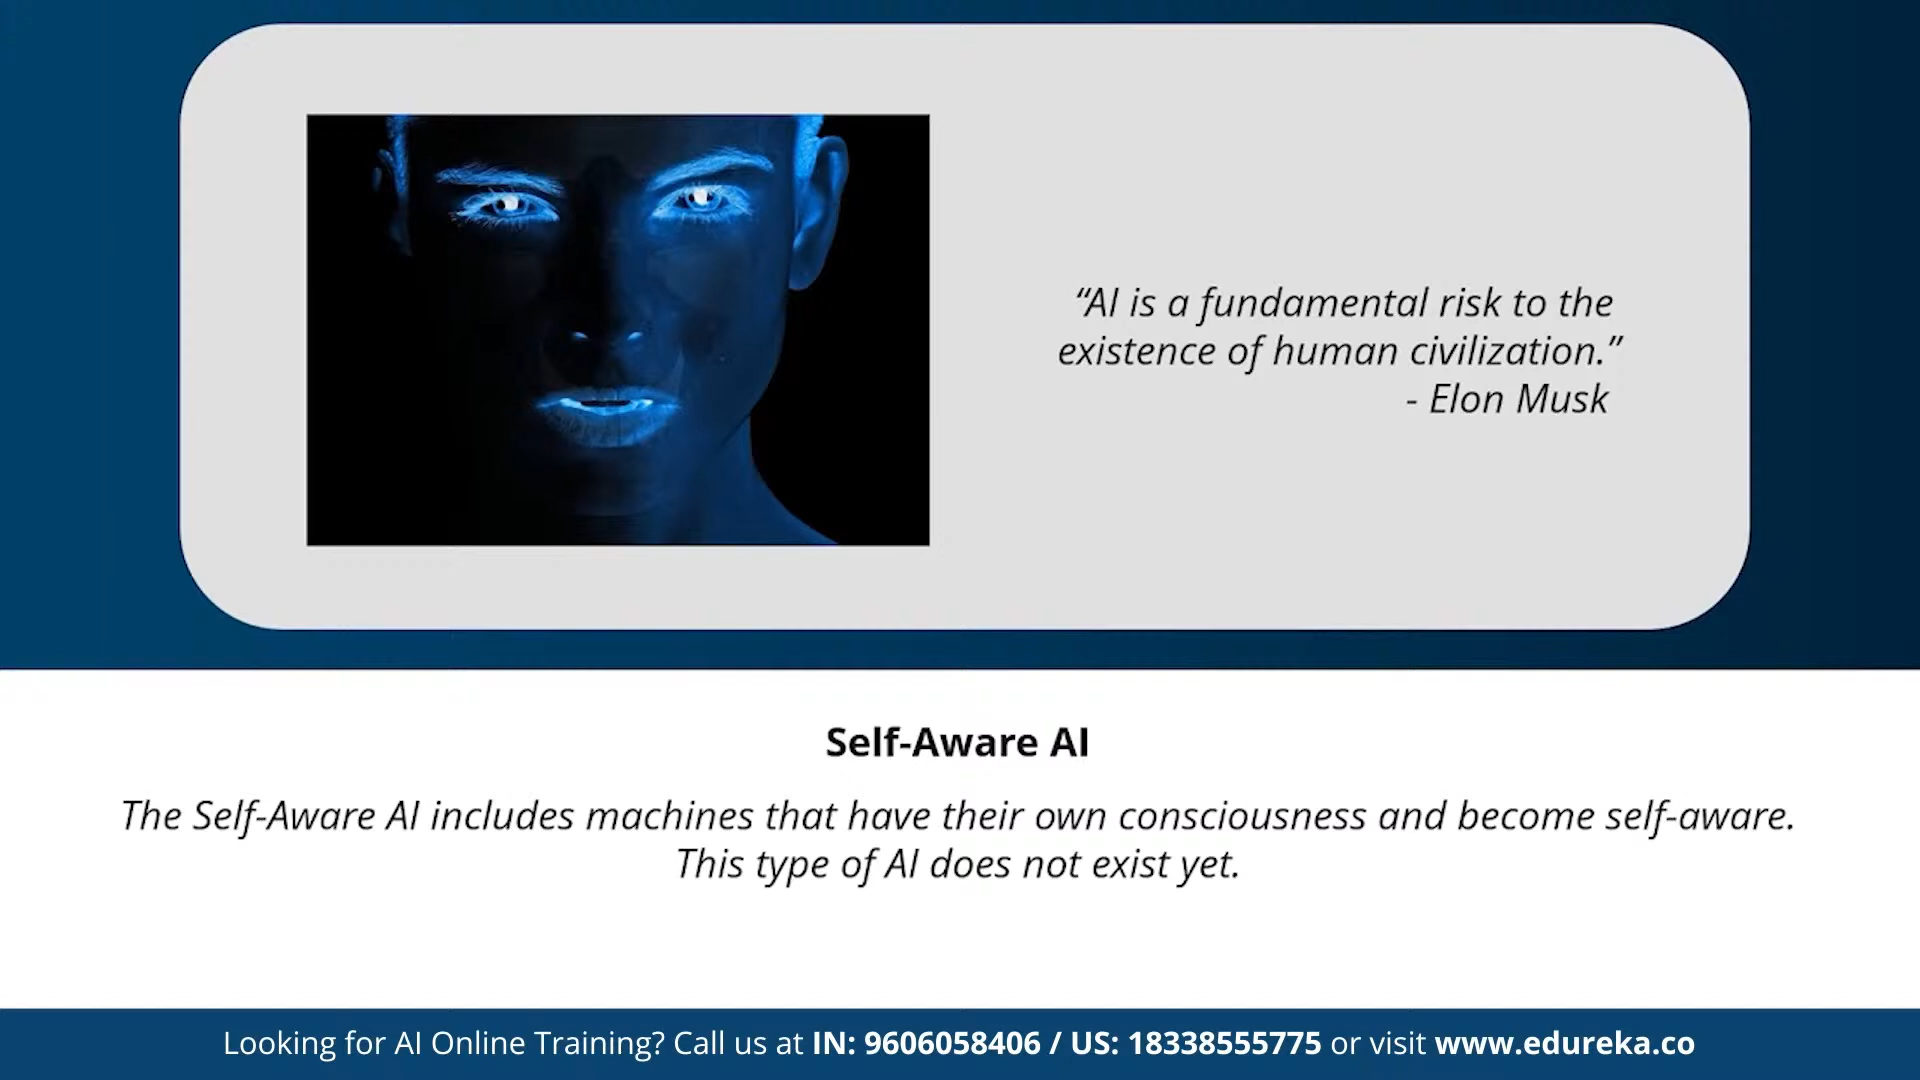 “AI is a fundamental risk to the
existence of human civilization.”
- Elon Musk
Self-Aware AI
The Self-Aware AI includes machines that have their own consciousness and become self-aware.
This type of AI does not exist yet.
Looking for AI Online Training? Call us at IN: 9606058406 / US: 18338555775 or visit www.edureka.co